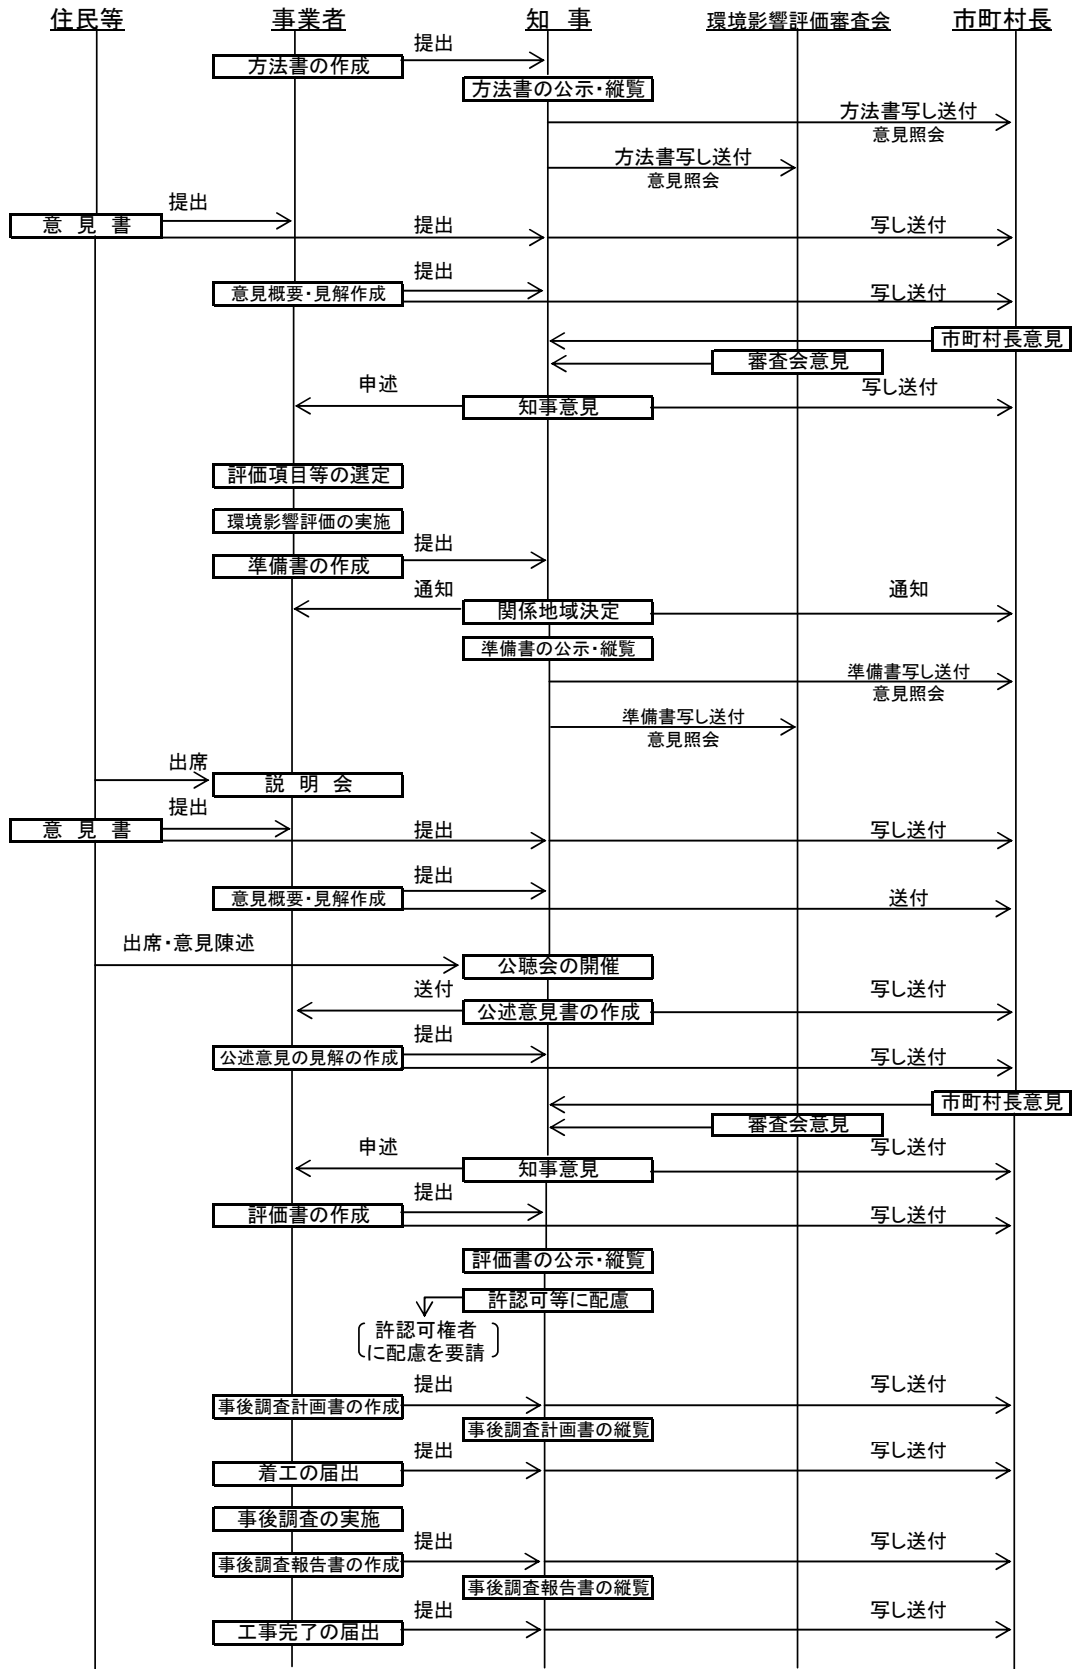 住民等
事業者
知　事
環境影響評価審査会
市町村長
提出
方法書の作成
方法書の公示・縦覧
方法書写し送付
意見照会
方法書写し送付
意見照会
提出
意　見　書
提出
写し送付
提出
意見概要・見解作成
写し送付
市町村長意見
審査会意見
申述
知事意見
写し送付
評価項目等の選定
環境影響評価の実施
提出
準備書の作成
通知
関係地域決定
通知
準備書の公示・縦覧
準備書写し送付
意見照会
準備書写し送付
意見照会
出席
説　明　会
提出
意　見　書
提出
写し送付
提出
意見概要・見解作成
送付
出席・意見陳述
公聴会の開催
送付
公述意見書の作成
写し送付
提出
公述意見の見解の作成
写し送付
市町村長意見
審査会意見
申述
知事意見
写し送付
提出
評価書の作成
写し送付
評価書の公示・縦覧
許認可等に配慮
許認可権者
に配慮を要請
提出
事後調査計画書の作成
写し送付
事後調査計画書の縦覧
提出
着工の届出
写し送付
事後調査の実施
提出
事後調査報告書の作成
写し送付
事後調査報告書の縦覧
提出
工事完了の届出
写し送付